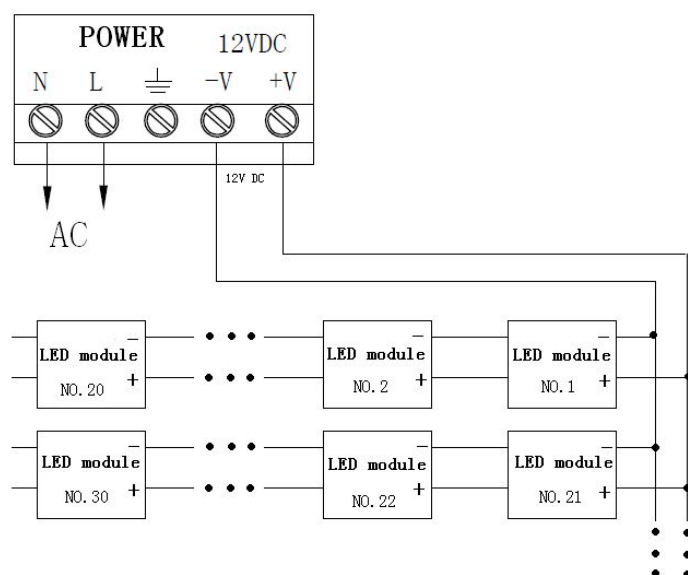 POWER 12VDC
N L -V +V
12V DC
AC
- - -
LED module LED module LED module
+ + +
NO.20 NO.2 NO.1
- - -
LED module LED module LED module
+ + +
NO.30 NO.22 NO.21